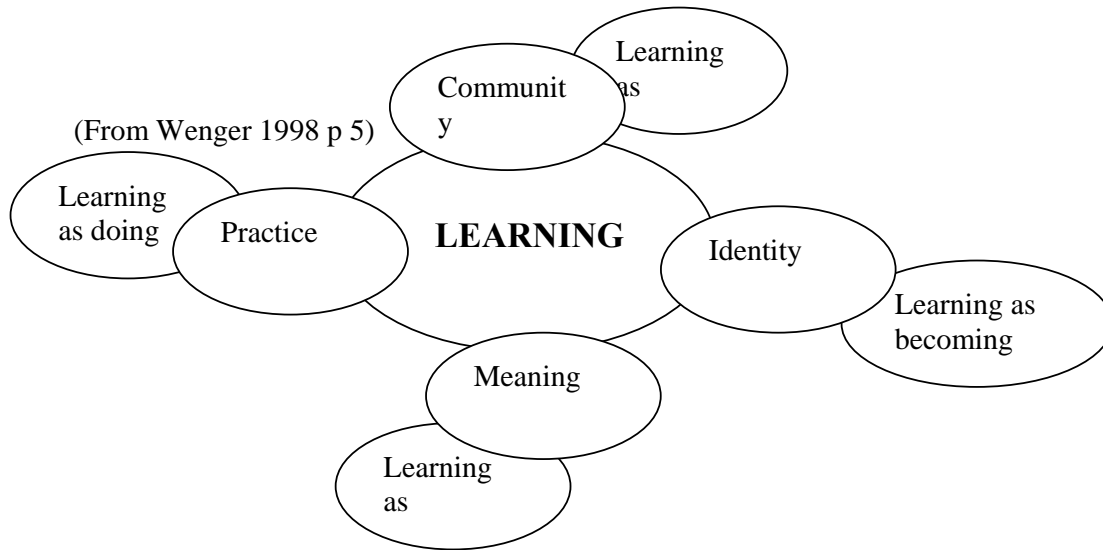 Learning
as
Communit
y
(From Wenger 1998 p 5)
Learning
as doing
Practice
LEARNING
Identity
Learning as
becoming
Meaning
Learning
as